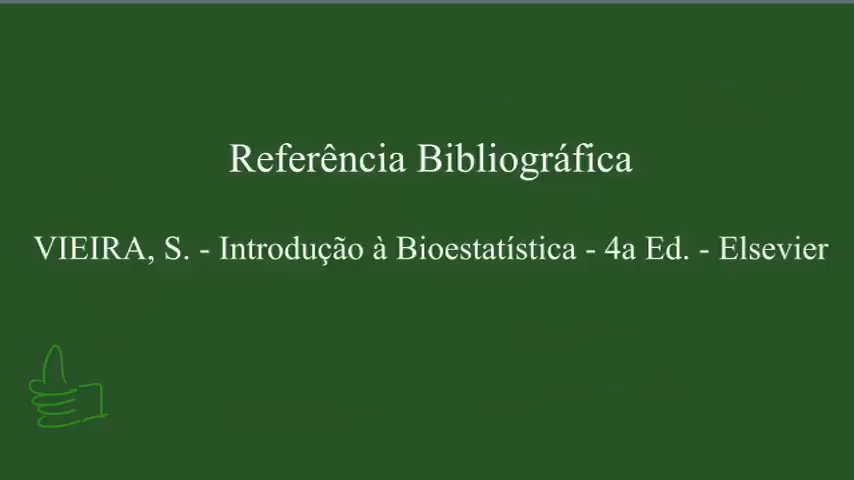 Referência Bibliográfica
VIEIRA, S. - Introdução à Bioestatística - 4a Ed. - Elsevier